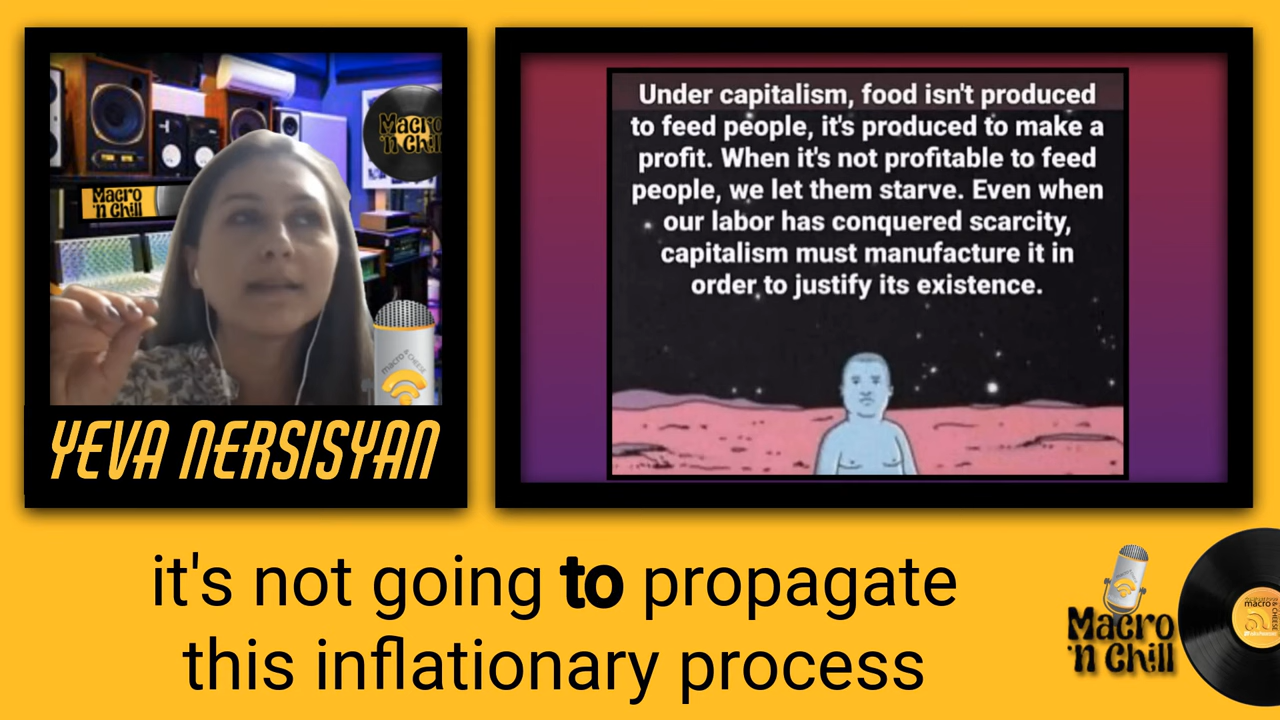 Macro
'N Chill
Macro
'N Chill
macro N CHEESE
YEVA NERSISYAN
Under capitalism, food isn't produced
to feed people, it's produced to make a
profit. When it's not profitable to feed
people, we let them starve. Even when
our labor has conquered scarcity,
capitalism must manufacture it in
order to justify its existence.
it's not going to propagate
this inflationary process
Macro
'N Chill
macro